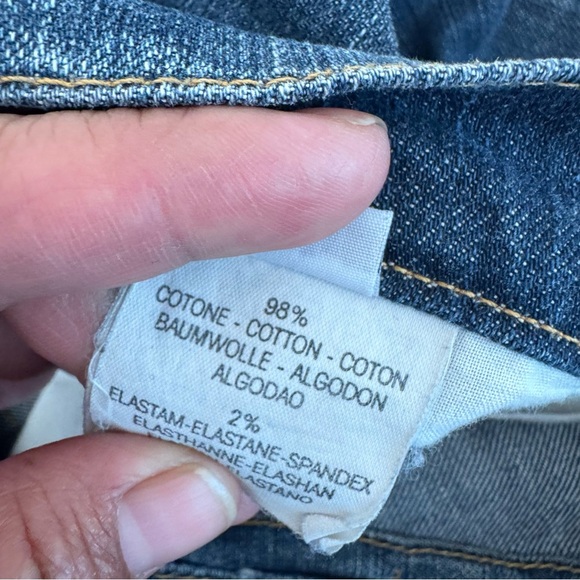 98%
COTONE - COTTON - COTON
BAUMWOLLE - ALGODON
ALGODAO
2%
ELASTAM-ELASTANE-SPANDEX
ELASTHANNE-ELASHAN
ELASTANO